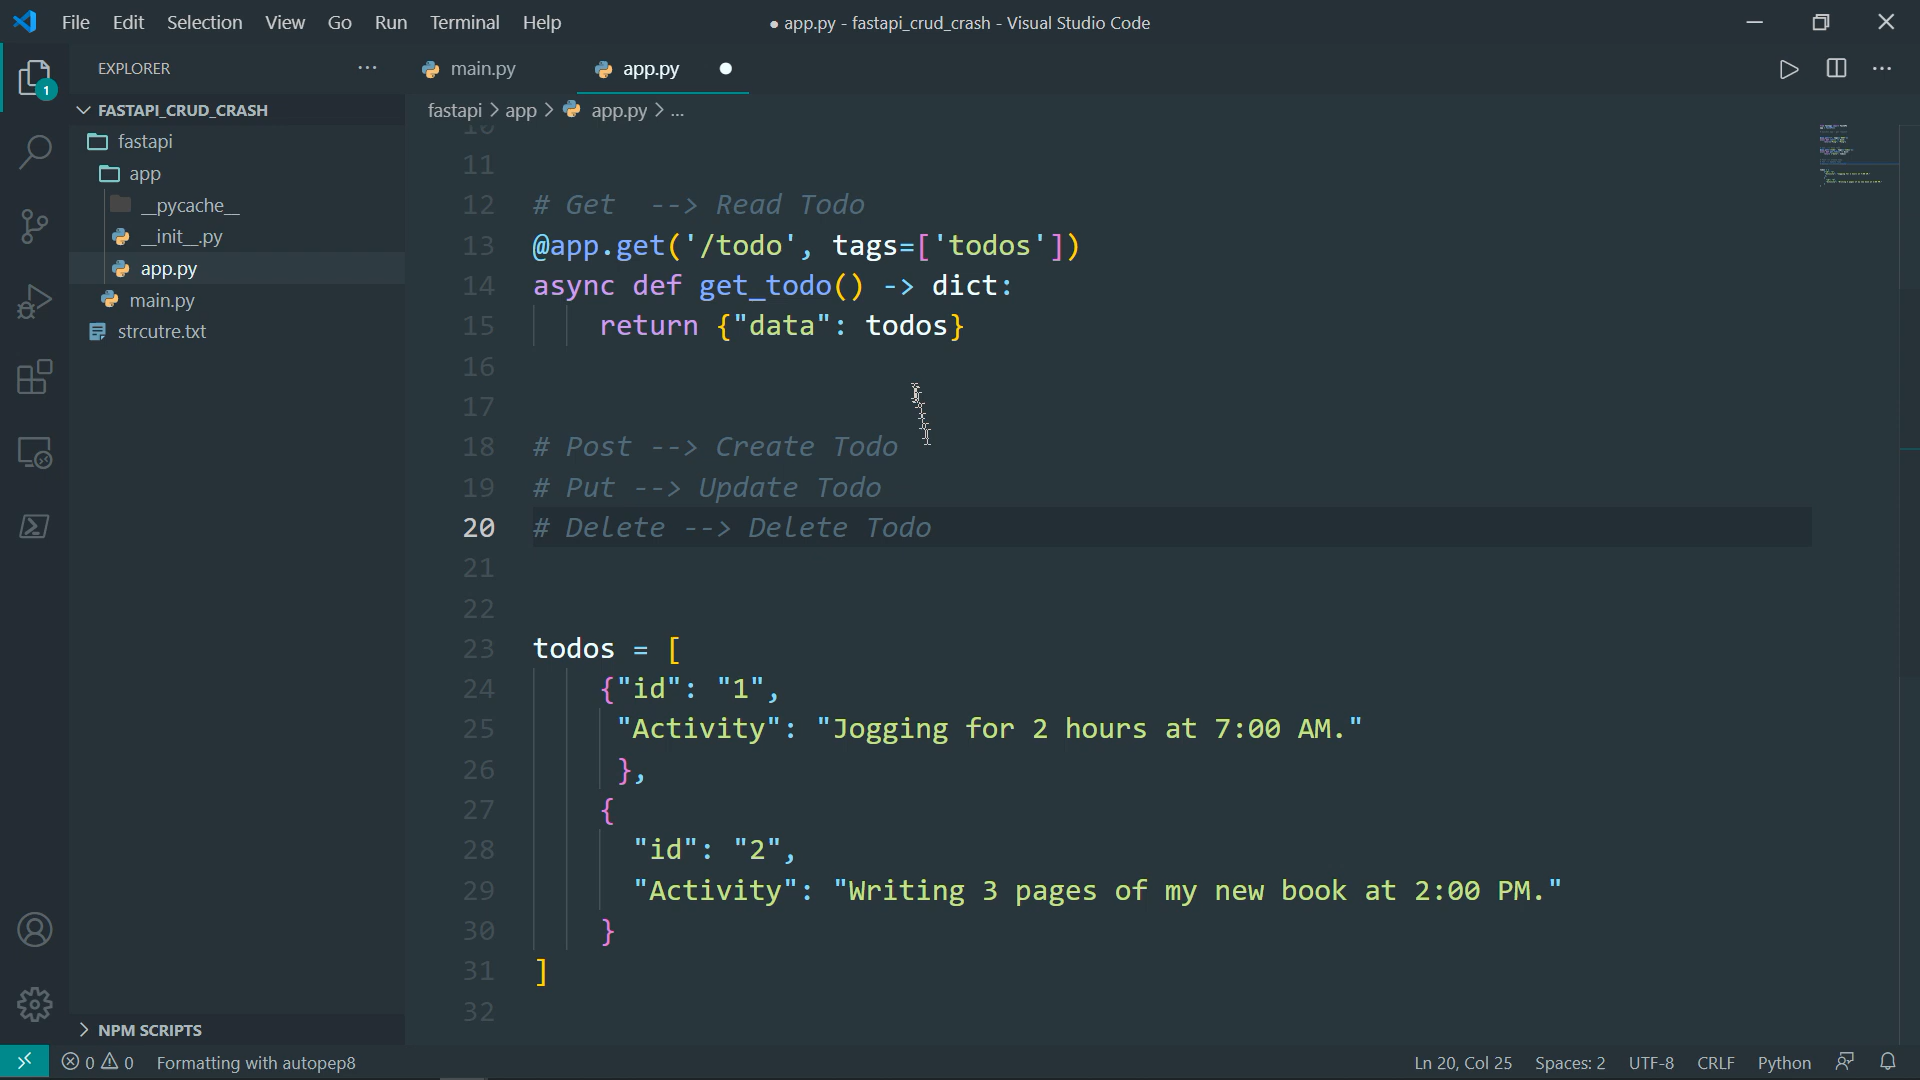 File Edit Selection View Go Run Terminal Help
● app.py - fastapi_crud_crash - Visual Studio Code
EXPLORER
1
FASTAPI_CRUD_CRASH
fastapi
app
__pycache__
__init__.py
app.py
main.py
strcutre.txt
NPM SCRIPTS
main.py
app.py
fastapi > app > app.py > ...
10
11
12 # Get  --> Read Todo
13 @app.get('/todo', tags=['todos'])
14 async def get_todo() -> dict:
15     return {"data": todos}
16
17
18 # Post --> Create Todo
19 # Put --> Update Todo
20 # Delete --> Delete Todo
21
22
23 todos = [
24     {"id": "1",
25      "Activity": "Jogging for 2 hours at 7:00 AM."
26      },
27     {
28       "id": "2",
29       "Activity": "Writing 3 pages of my new book at 2:00 PM."
30     }
31 ]
32
0 0 Formatting with autopep8
Ln 20, Col 25 Spaces: 2 UTF-8 CRLF Python